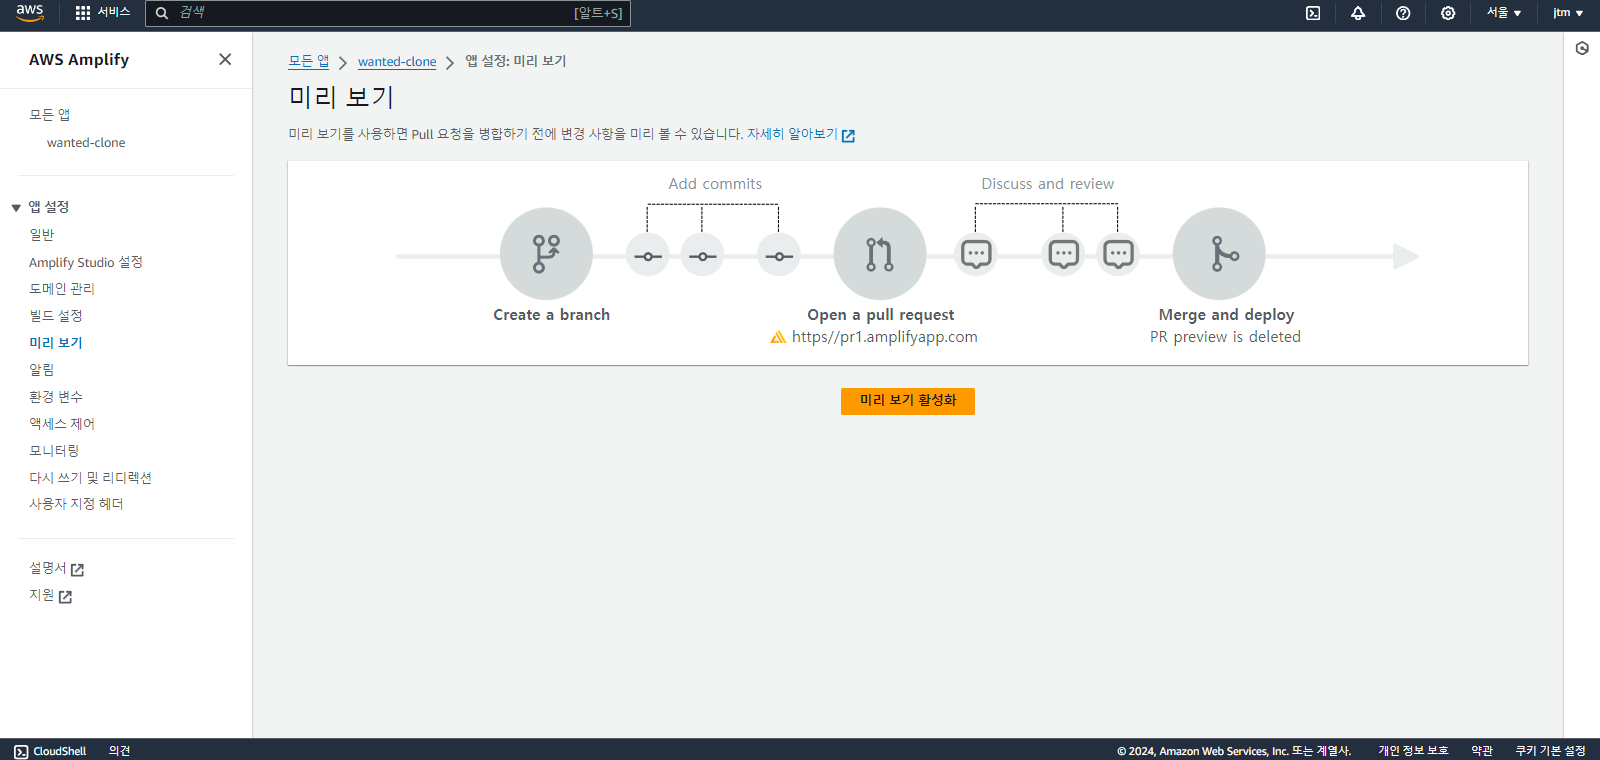 aws
서비스
검색
[알트+S]
서울
jtm
AWS Amplify
모든 앱
wanted-clone
앱 설정
일반
Amplify Studio 설정
도메인 관리
빌드 설정
미리 보기
알림
환경 변수
액세스 제어
모니터링
다시 쓰기 및 리디렉션
사용자 지정 헤더
설명서
지원
모든 앱 > wanted-clone > 앱 설정: 미리 보기
미리 보기
미리 보기를 사용하면 Pull 요청을 병합하기 전에 변경 사항을 미리 볼 수 있습니다. 자세히 알아보기
Add commits
Discuss and review
Create a branch
Open a pull request
https//pr1.amplifyapp.com
Merge and deploy
PR preview is deleted
미리 보기 활성화
CloudShell
의견
© 2024, Amazon Web Services, Inc. 또는 계열사.
개인 정보 보호
약관
쿠키 기본 설정